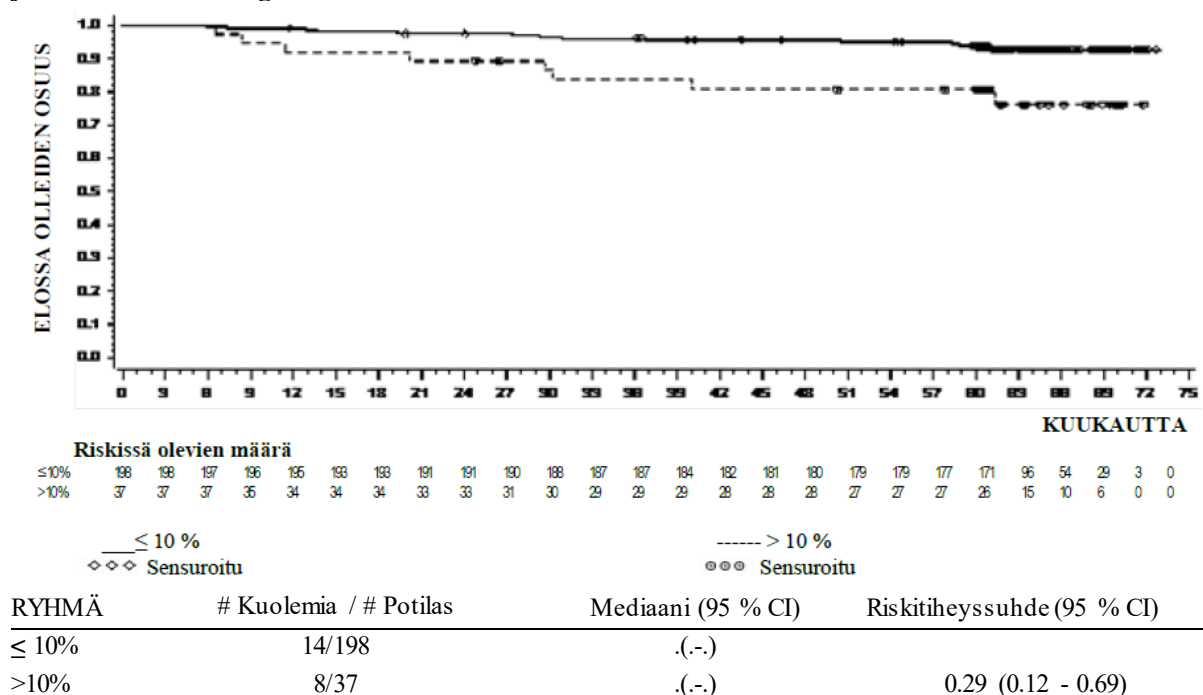 ELOSSA OLLEIDEN OSUUS
1.0
0.9
0.8
0.7
0.6
0.5
0.4
0.3
0.2
0.1
0.0
0 3 6 9 12 15 18 21 24 27 30 33 36 39 42 45 48 51 54 57 60 63 66 69 72 75
KUUKAUTTA
Riskissä olevien määrä
≤10% 198 198 197 196 195 193 193 191 191 190 188 187 187 184 182 181 180 179 179 177 171 96 54 29 3 0
>10% 37 37 37 35 34 34 34 33 33 31 30 29 29 29 28 28 28 27 27 27 26 15 10 6 0 0
___≤ 10 % ------ > 10 %
◇◇◇ Sensuroitu ⊙⊙⊙ Sensuroitu
RYHMÄ # Kuolemia / # Potilas Mediaani (95 % CI) Riskitiheyssuhde (95 % CI)
≤ 10% 14/198 .(.-.)
>10% 8/37 .(.-.) 0.29 (0.12 - 0.69)